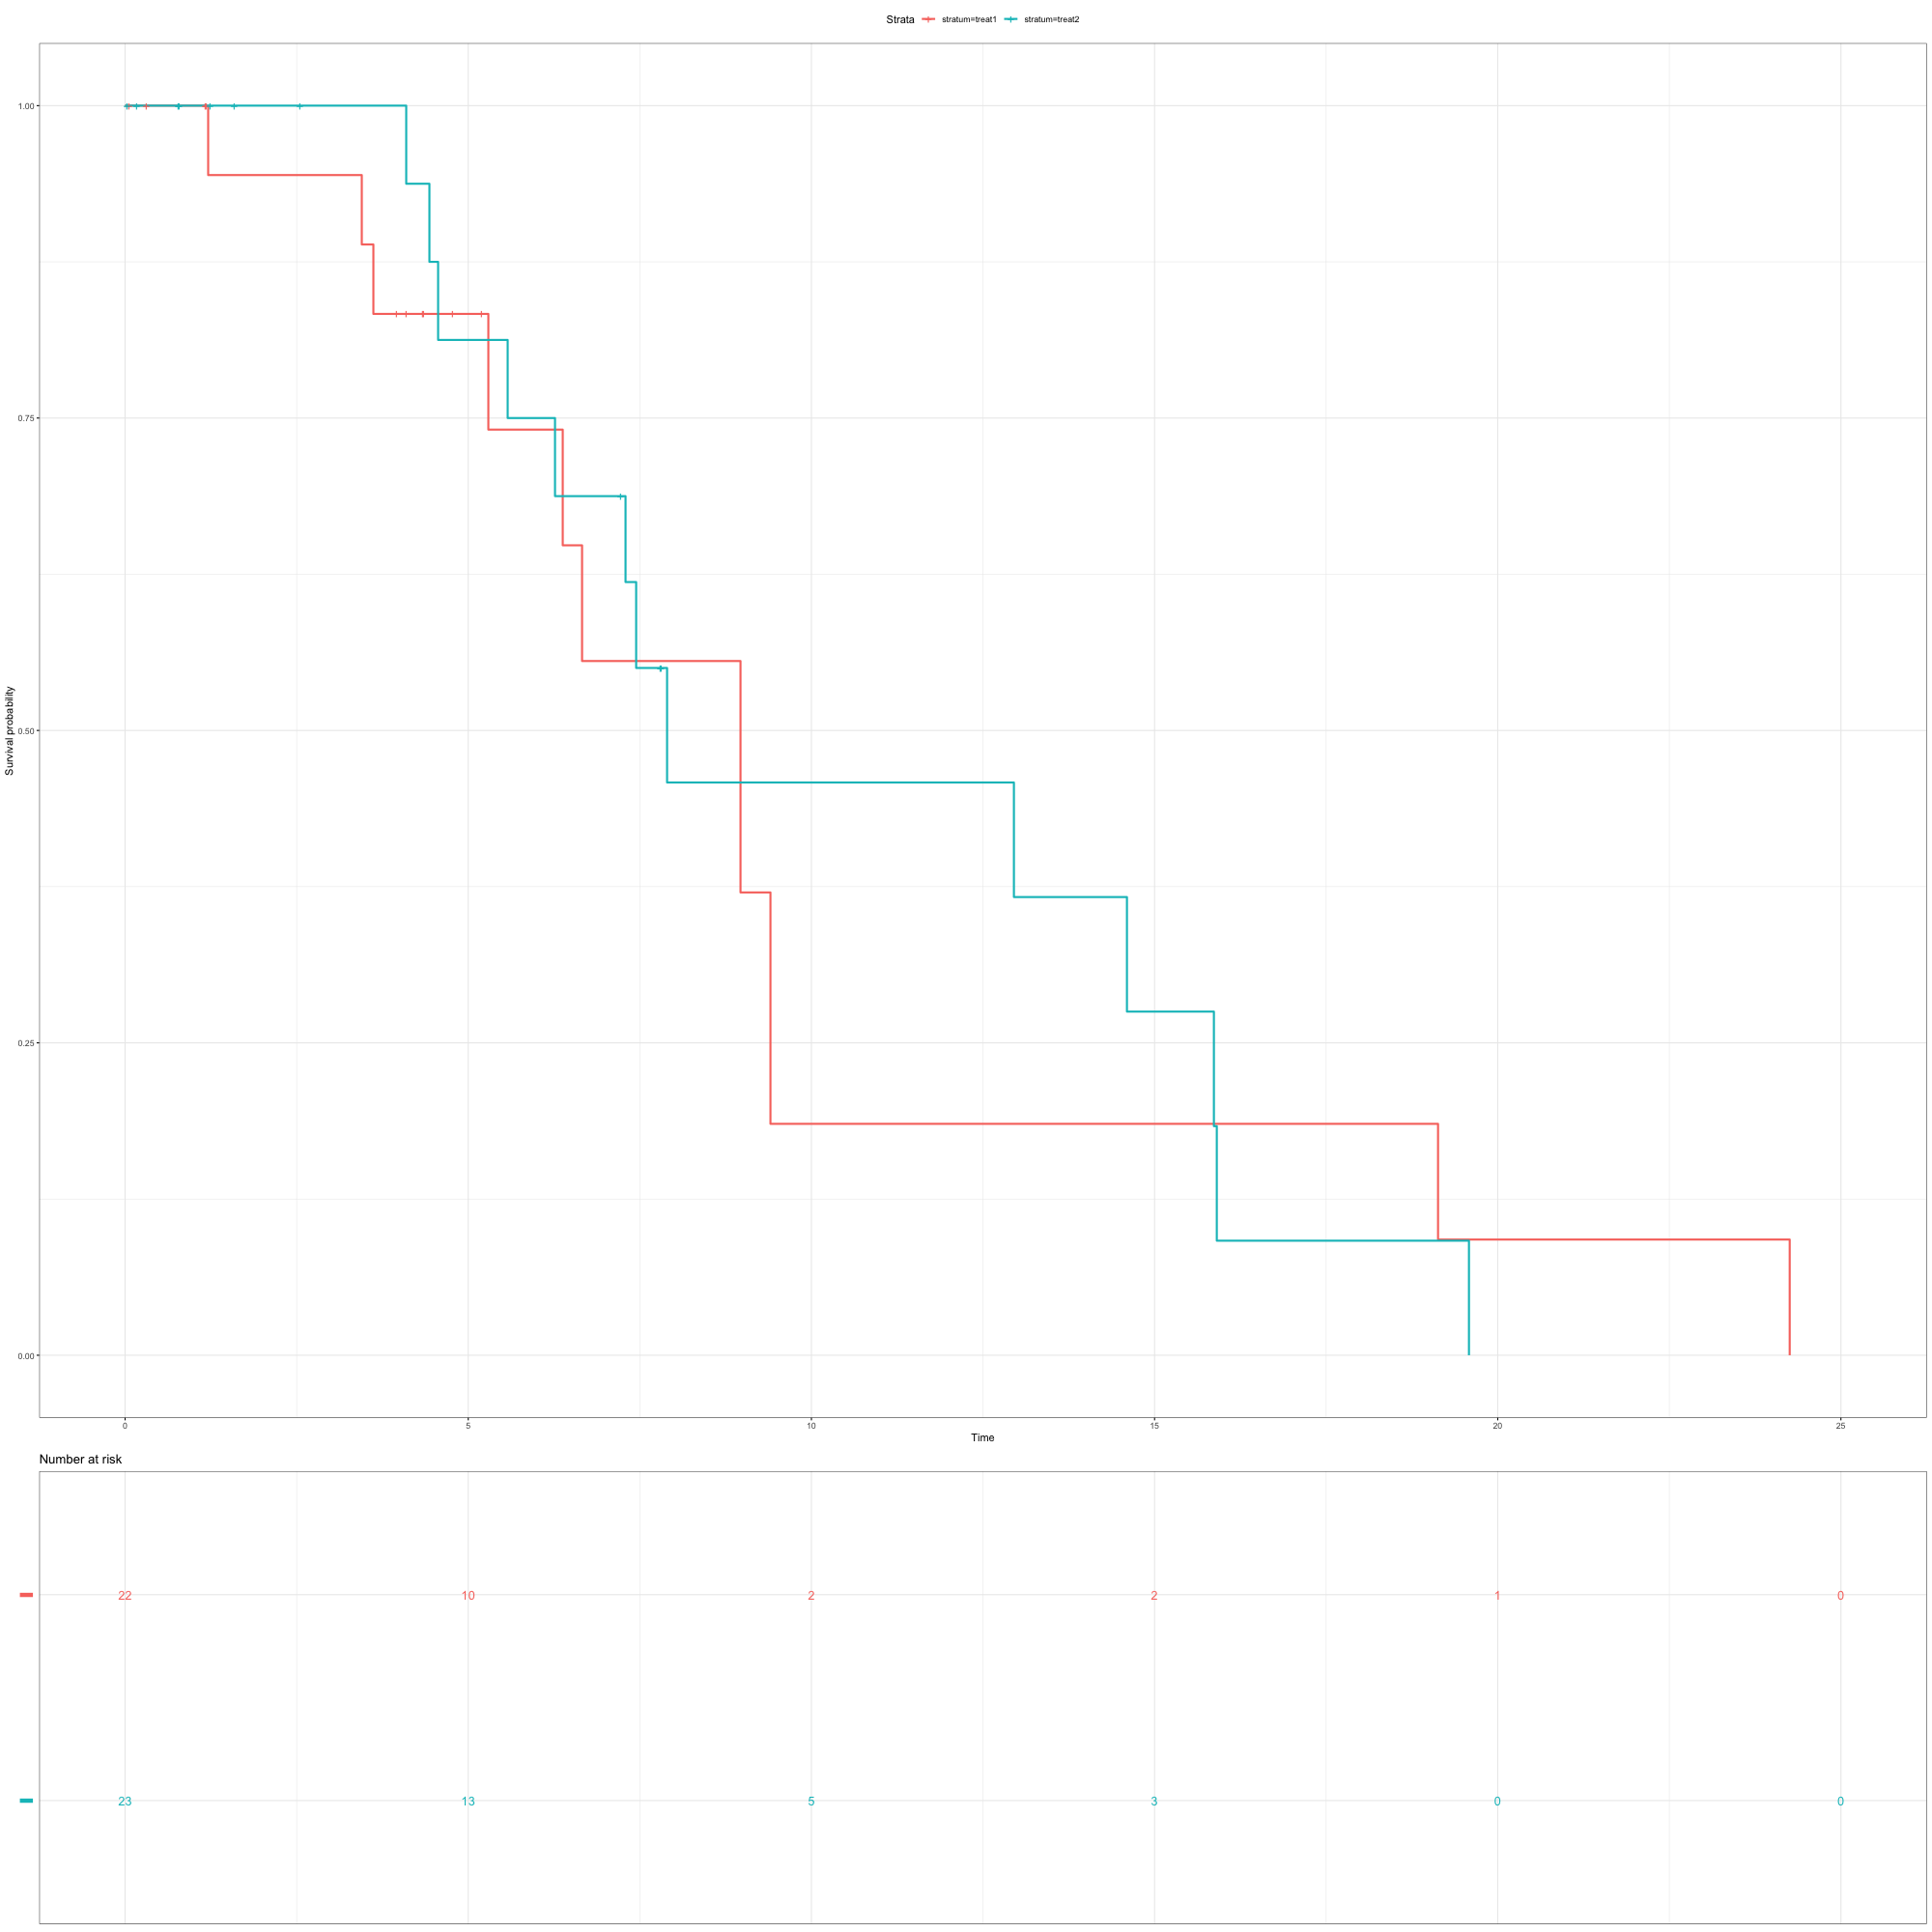 Strata stratum=treat1 stratum=treat2
1.00
0.75
0.50
0.25
0.00
Survival probability
0 5 10 15 20 25
Time
Number at risk
22 10 2 2 1 0
23 13 5 3 0 0